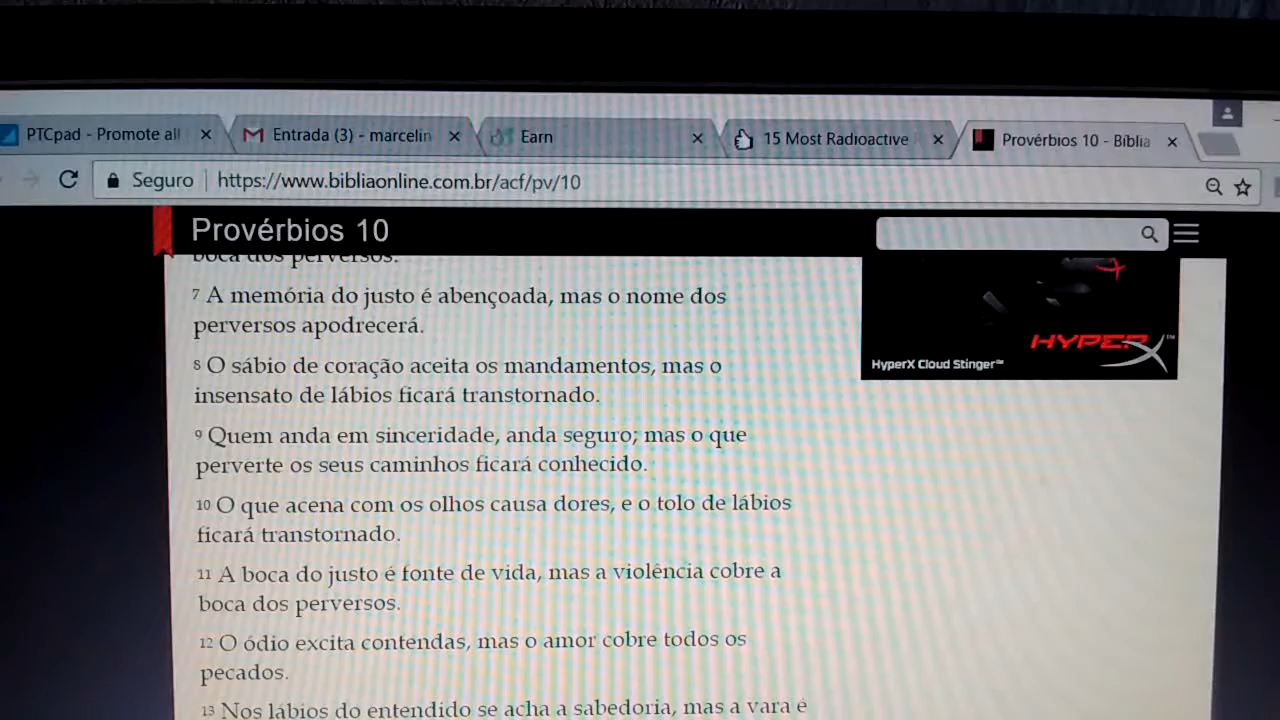 PTCpad - Promote all
Entrada (3) - marcelin
Earn
15 Most Radioactive
Provérbios 10 - Bíblia
Seguro
https://www.bibliaonline.com.br/acf/pv/10
Provérbios 10
boca dos perversos.
7 A memória do justo é abençoada, mas o nome dos
perversos apodrecerá.
8 O sábio de coração aceita os mandamentos, mas o
insensato de lábios ficará transtornado.
9 Quem anda em sinceridade, anda seguro; mas o que
perverte os seus caminhos ficará conhecido.
10 O que acena com os olhos causa dores, e o tolo de lábios
ficará transtornado.
11 A boca do justo é fonte de vida, mas a violência cobre a
boca dos perversos.
12 O ódio excita contendas, mas o amor cobre todos os
pecados.
13 Nos lábios do entendido se acha a sabedoria, mas a vara é
HYPERX™
HyperX Cloud Stinger™